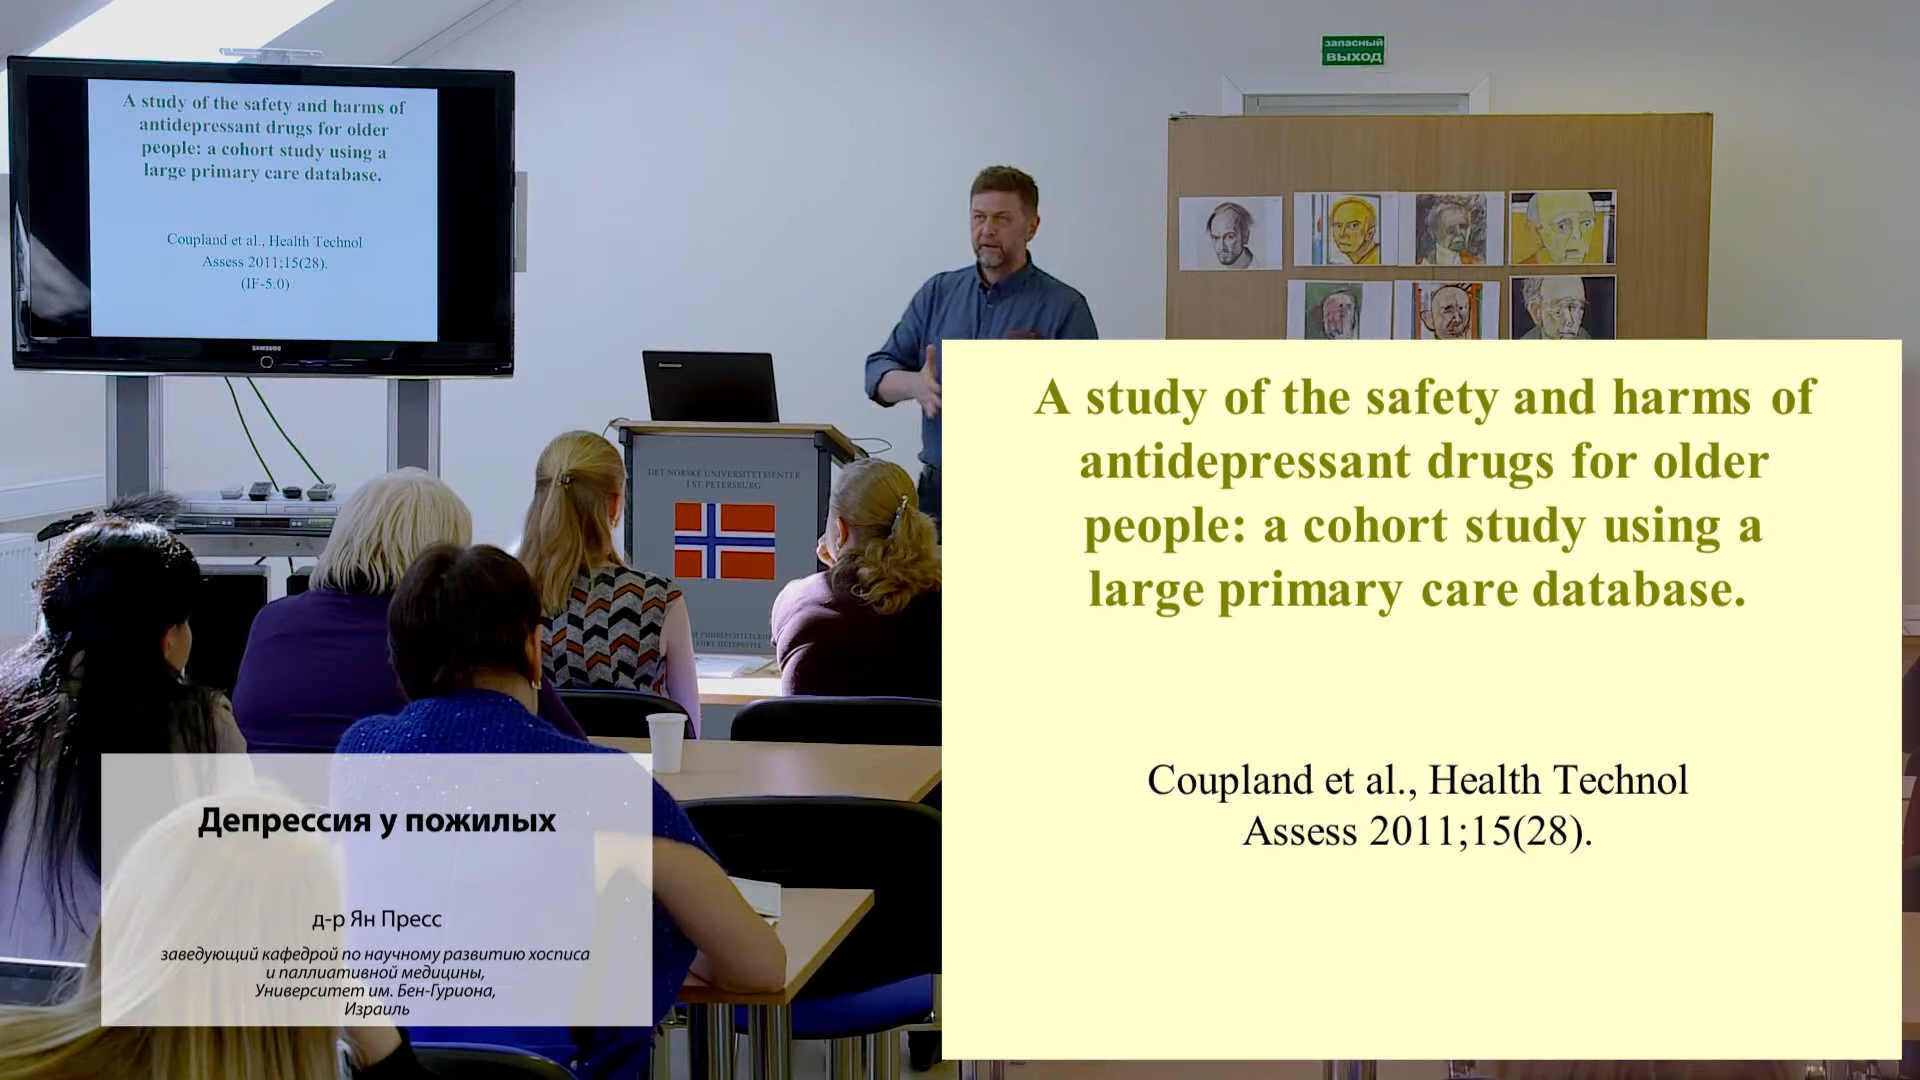 A study of the safety and harms of
antidepressant drugs for older
people: a cohort study using a
large primary care database.
Coupland et al., Health Technol
Assess 2011;15(28).
(IF-5.0)
SAMSUNG
запасный
выход
lenovo
DET NORSKE UNIVERSITETSSENTER
I ST. PETERSBURG
A study of the safety and harms of
antidepressant drugs for older
people: a cohort study using a
large primary care database.
Coupland et al., Health Technol
Assess 2011;15(28).
Депрессия у пожилых
д-р Ян Пресс
заведующий кафедрой по научному развитию хосписа
и паллиативной медицины,
Университет им. Бен-Гуриона,
Израиль